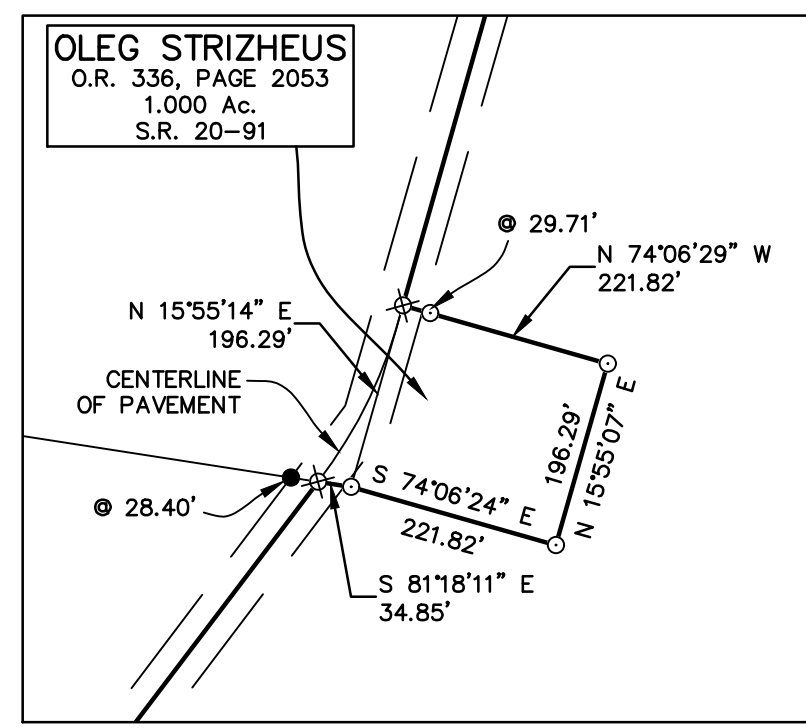 OLEG STRIZHEUS
O.R. 336, PAGE 2053
1.000 Ac.
S.R. 20-91
@ 29.71'
N 74°06'29" W
221.82'
N 15°55'14" E
196.29'
CENTERLINE
OF PAVEMENT
196.29'
N 15°55'07" E
@ 28.40'
S 74°06'24" E
221.82'
S 81°18'11" E
34.85'